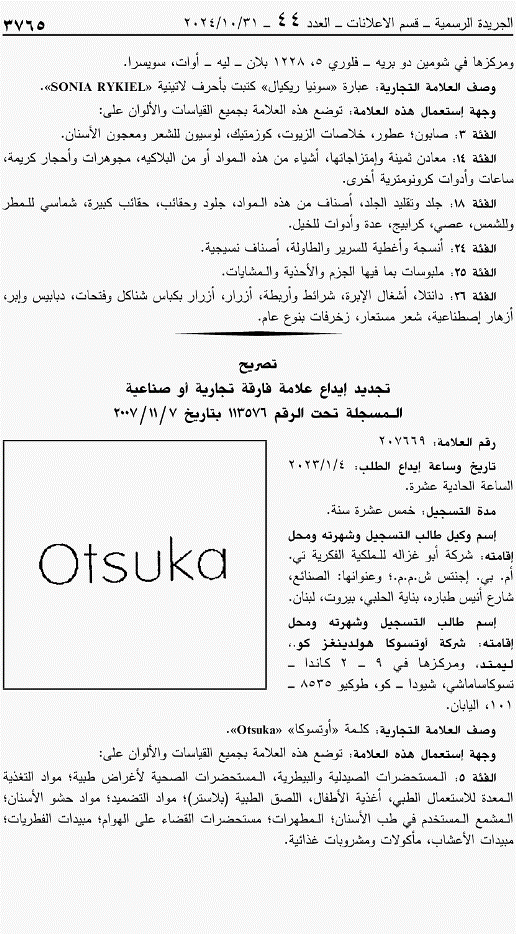 الجريدة الرسمية ـ قسم الاعلانات ـ العدد ٤٤ ـ ٢٠٢٤/١٠/٣١
٣٧٦٥
ومركزها في شومين دو بريه ـ فلوري ٥، ١٢٢٨ بلان ـ ليه ـ أوات، سويسرا.
وصف العلامة التجارية: عبارة «سونيا ريكيال» كتبت بأحرف لاتينية «SONIA RYKIEL».
وجهة إستعمال هذه العلامة: توضع هذه العلامة بجميع القياسات والألوان على:
الفئة ٣: صابون؛ عطور، خلاصات الزيوت، كوزمتيك، لوسيون للشعر ومعجون الأسنان.
الفئة ١٤: معادن ثمينة وإمتزاجاتها، أشياء من هذه المواد أو من البلاكيه، مجوهرات وأحجار كريمة،
ساعات وأدوات كرونومترية أخرى.
الفئة ١٨: جلد وتقليد الجلد، أصناف من هذه المواد، جلود وحقائب، حقائب كبيرة، شماسي للمطر
وللشمس، عصي، كرابيج، عدة وأدوات للخيل.
الفئة ٢٤: أنسجة وأغطية للسرير والطاولة، أصناف نسيجية.
الفئة ٢٥: ملبوسات بما فيها الجزم والأحذية والمشايات.
الفئة ٢٦: دانتلا، أشغال الإبرة، شرائط وأربطة، أزرار، أزرار بكباس شناكل وفتحات، دبابيس وإبر،
أزهار إصطناعية، شعر مستعار، زخرفات بنوع عام.
تصريح
تجديد إيداع علامة فارقة تجارية أو صناعية
المسجلة تحت الرقم ١١٣٥٧٦ بتاريخ ٢٠٠٧/١١/٧
رقم العلامة: ٢٠٧٦٦٩
تاريخ وساعة إيداع الطلب: ٢٠٢٣/١/٤
الساعة الحادية عشرة.
مدة التسجيل: خمس عشرة سنة.
إسم وكيل طالب التسجيل وشهرته ومحل
إقامته: شركة أبو غزاله للملكية الفكرية تي.
أم. بي. إجنتس ش.م.م.؛ وعنوانها: الصنائع،
شارع أنيس طباره، بناية الحلبي، بيروت، لبنان.
إسم طالب التسجيل وشهرته ومحل
إقامته: شركة أوتسوكا هولدينغز كو.،
ليمتد، ومركزها في ٩ ـ ٢ كاندا ـ
تسوكاساماشي، شيودا ـ كو، طوكيو ٨٥٣٥ ـ
١٠١، اليابان.
Otsuka
وصف العلامة التجارية: كلمة «أوتسوكا» «Otsuka».
وجهة إستعمال هذه العلامة: توضع هذه العلامة بجميع القياسات والألوان على:
الفئة ٥: المستحضرات الصيدلية والبيطرية، المستحضرات الصحية لأغراض طبية؛ مواد التغذية
المعدة للاستعمال الطبي، أغذية الأطفال، اللصق الطبية (بلاستر)؛ مواد التضميد؛ مواد حشو الأسنان؛
المشمع المستخدم في طب الأسنان؛ المطهرات؛ مستحضرات القضاء على الهوام؛ مبيدات الفطريات؛
مبيدات الأعشاب، مأكولات ومشروبات غذائية.